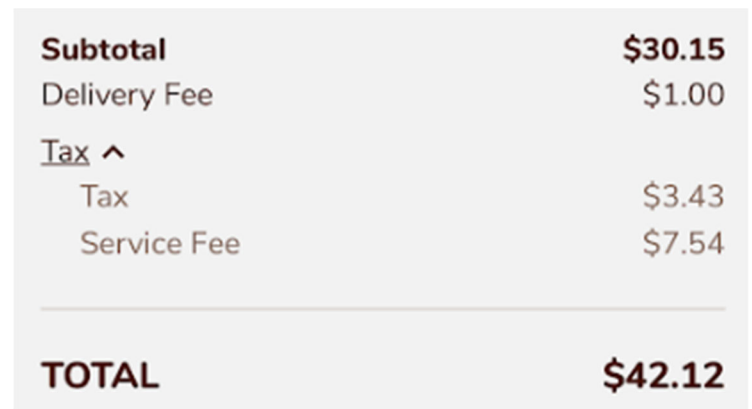 Subtotal $30.15
Delivery Fee $1.00
Tax
Tax $3.43
Service Fee $7.54
TOTAL $42.12